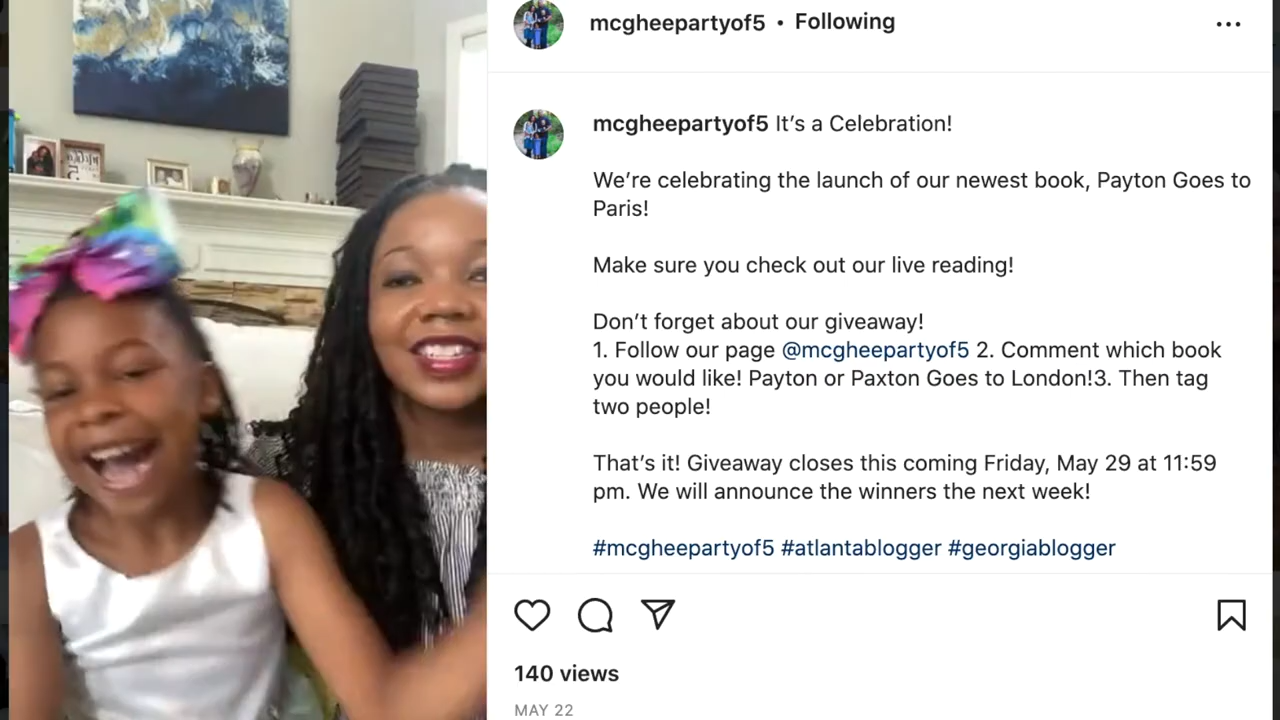 mcgheepartyof5 • Following
mcgheepartyof5 It's a Celebration!
We're celebrating the launch of our newest book, Payton Goes to
Paris!
Make sure you check out our live reading!
Don't forget about our giveaway!
1. Follow our page @mcgheepartyof5 2. Comment which book
you would like! Payton or Paxton Goes to London!3. Then tag
two people!
That's it! Giveaway closes this coming Friday, May 29 at 11:59
pm. We will announce the winners the next week!
#mcgheepartyof5 #atlantablogger #georgiablogger
140 views
MAY 22